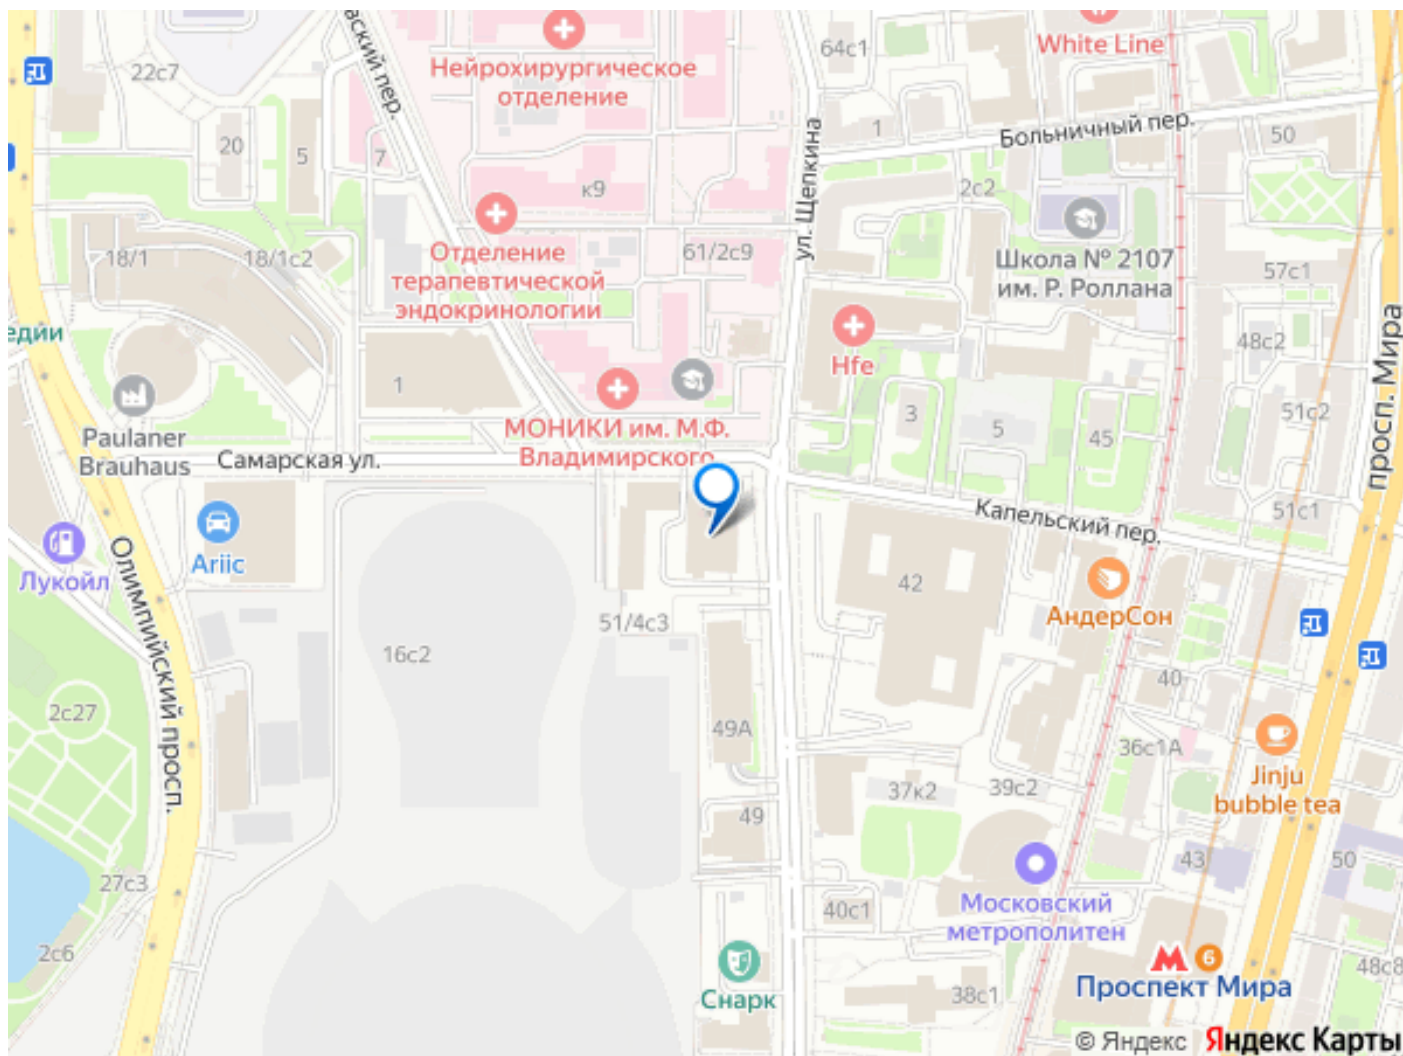 вский пер.
22с7
Нейрохирургическое
отделение
64с1
White Line
20
5
7
к9
ул. Щепкина
1
Больничный пер.
50
2с2
Отделение
терапевтической
эндокринологии
61/2с9
18/1
18/1с2
Школа № 2107
им. Р. Роллана
57с1
48с2
просп. Мира
едии
Hfe
1
3
5
45
51с2
МОНИКИ им. М.Ф.
Владимирского
Paulaner
Brauhaus
Самарская ул.
Капельский пер.
51с1
Ariic
Лукойл
Олимпийский просп.
42
АндерСон
51/4с3
16с2
40
2с27
49А
36с1А
Jinju
bubble tea
37к2
39с2
49
43
50
27с3
40с1
Московский
метрополитен
2с6
Снарк
38с1
6
Проспект Мира
48с8
© Яндекс Яндекс Карты